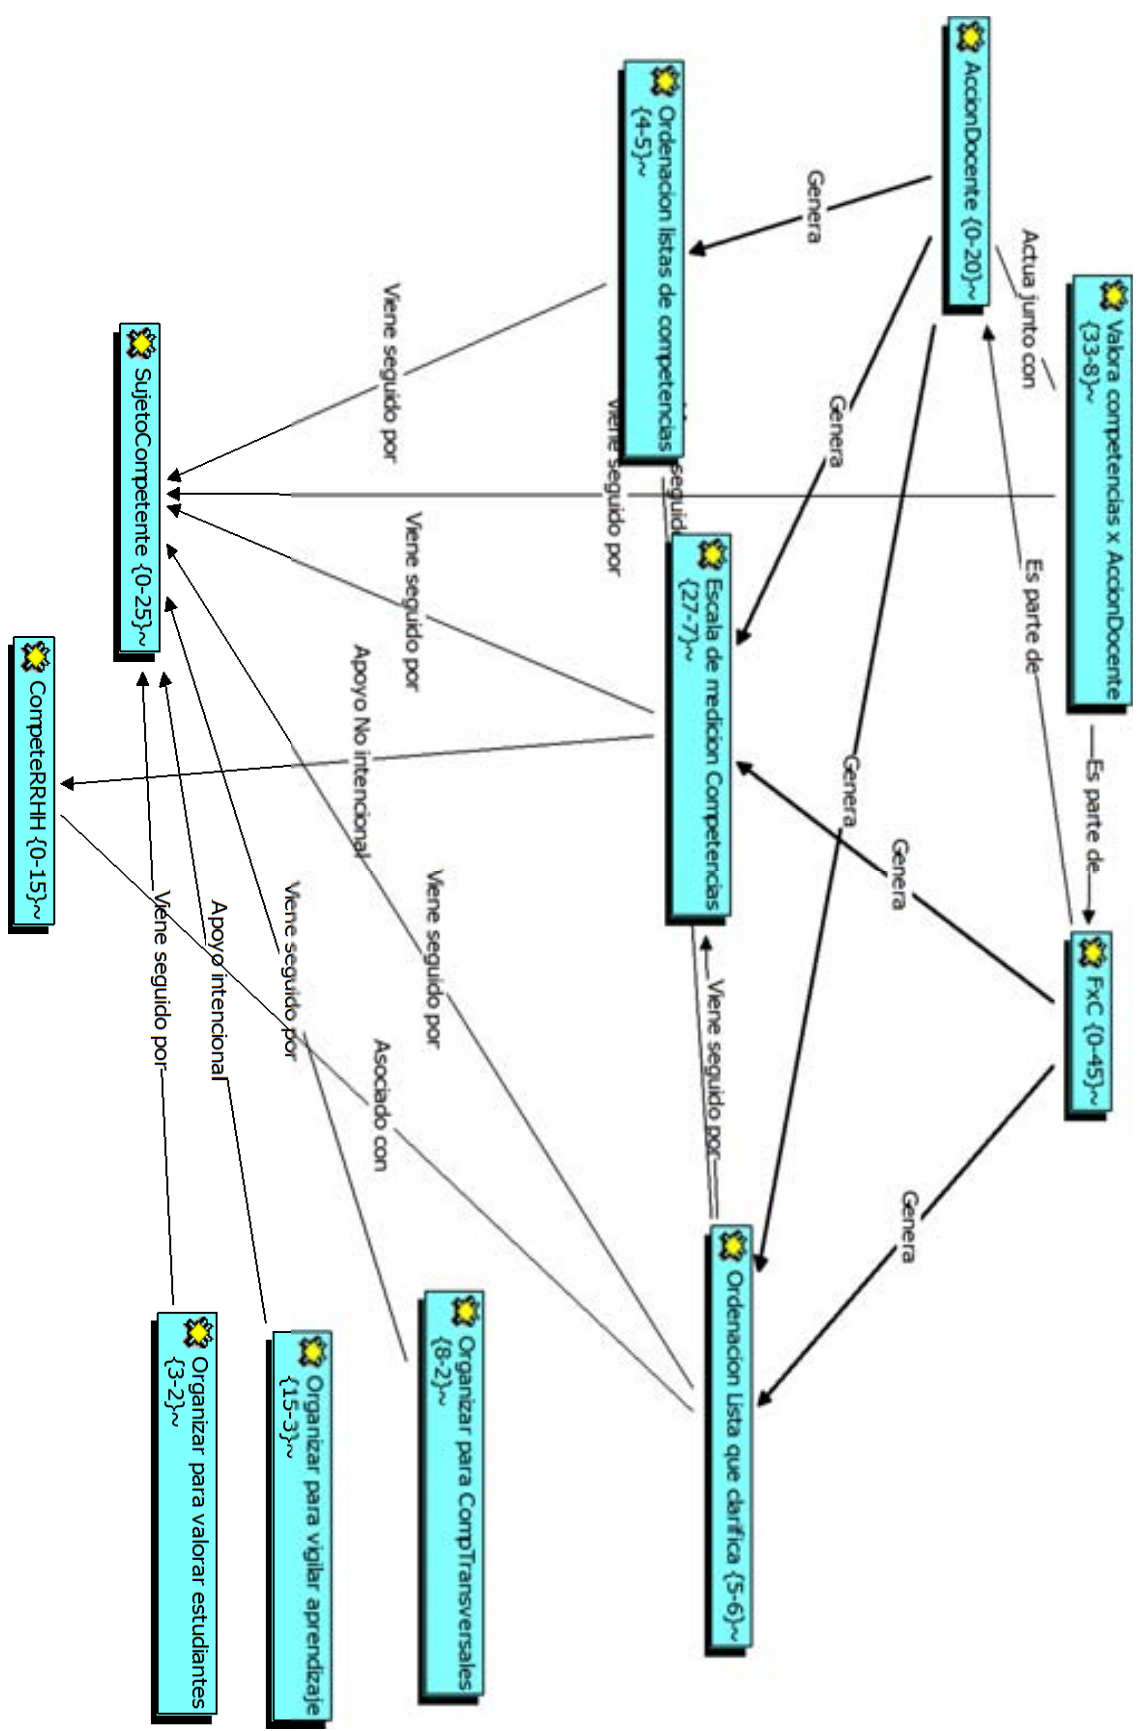 Valora competencias x AccionDocente
{33-8}~
AccionDocente {0-20}~
FxC {0-45}~
Actua junto con
Es parte de
Es parte de
Genera
Genera
Genera
Genera
Genera
Ordenacion listas de competencias
{4-5}~
Escala de medicion Competencias
{27-7}~
Ordenacion Lista que clarifica {5-6}~
Viene seguido por
seguido
Viene seguido por
Viene seguido por
Viene seguido por
Viene seguido por
Apoyo No intencional
Asociado con
Viene seguido por
Apoyo intencional
Viene seguido por
Organizar para CompTransversales
{8-2}~
Organizar para vigilar aprendizaje
{15-3}~
Organizar para valorar estudiantes
{3-2}~
SujetoCompetente {0-25}~
CompeteRRHH {0-15}~